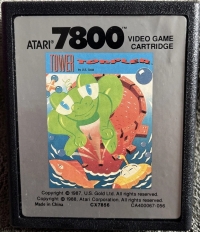 ATARI 7800 VIDEO GAME CARTRIDGE
TOWER TOPPLER
Copyright © 1987, U.S. Gold Ltd. All rights reserved.
Copyright © 1988, Atari Corporation. All rights reserved.
Made in China CX7856